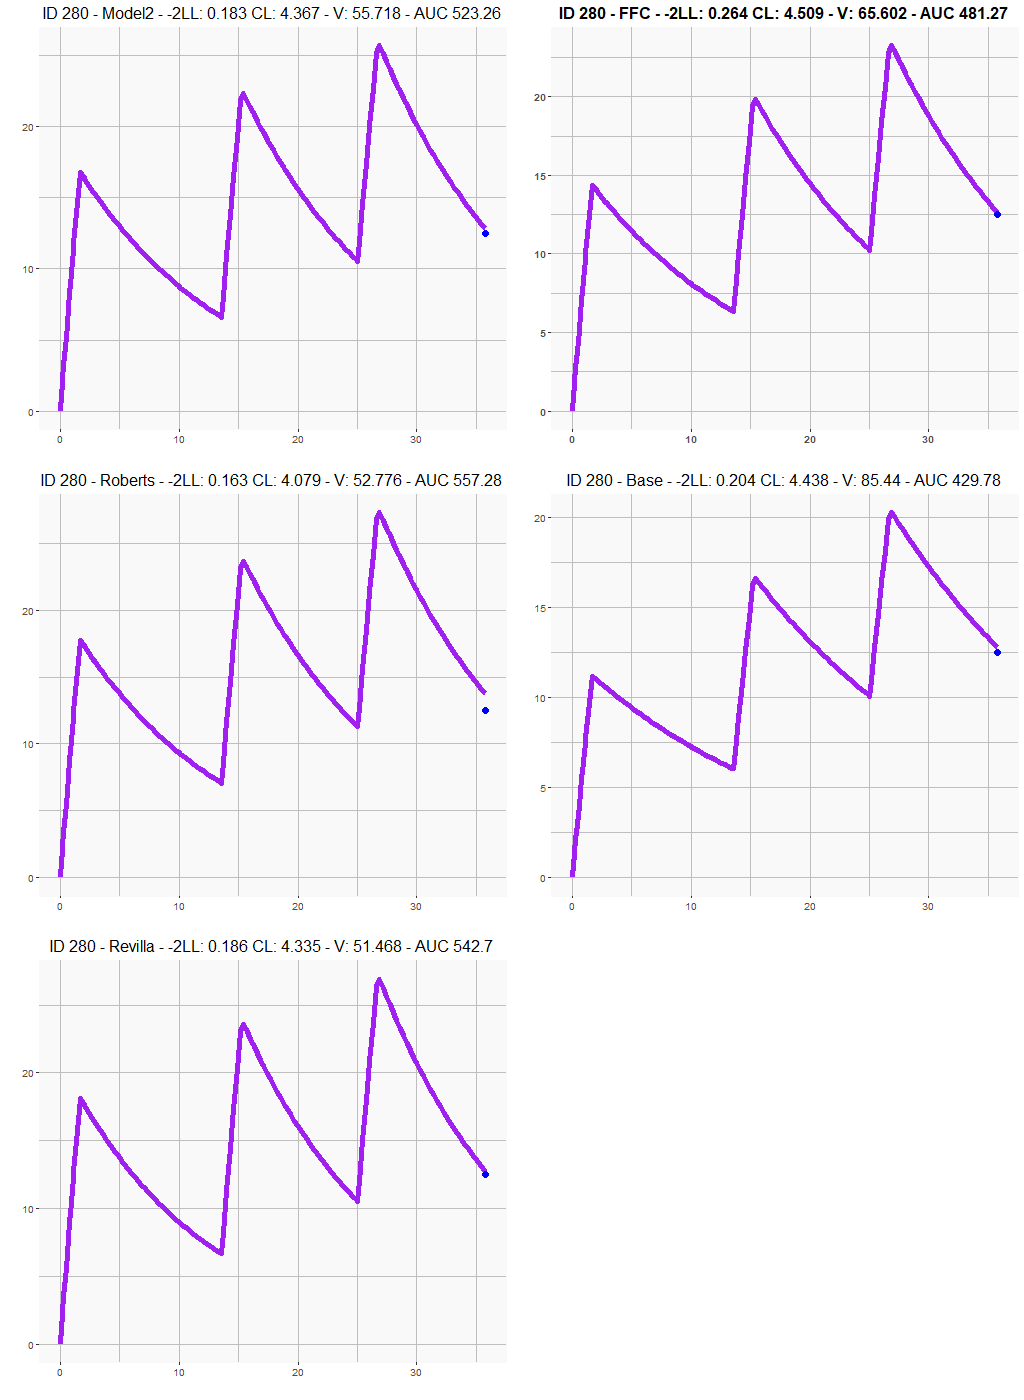 ID 280 - Model2 - -2LL: 0.183 CL: 4.367 - V: 55.718 - AUC 523.26
20
10
0
0 10 20 30
ID 280 - FFC - -2LL: 0.264 CL: 4.509 - V: 65.602 - AUC 481.27
20
15
10
5
0
0 10 20 30
ID 280 - Roberts - -2LL: 0.163 CL: 4.079 - V: 52.776 - AUC 557.28
20
10
0
0 10 20 30
ID 280 - Base - -2LL: 0.204 CL: 4.438 - V: 85.44 - AUC 429.78
20
15
10
5
0
0 10 20 30
ID 280 - Revilla - -2LL: 0.186 CL: 4.335 - V: 51.468 - AUC 542.7
20
10
0
0 10 20 30